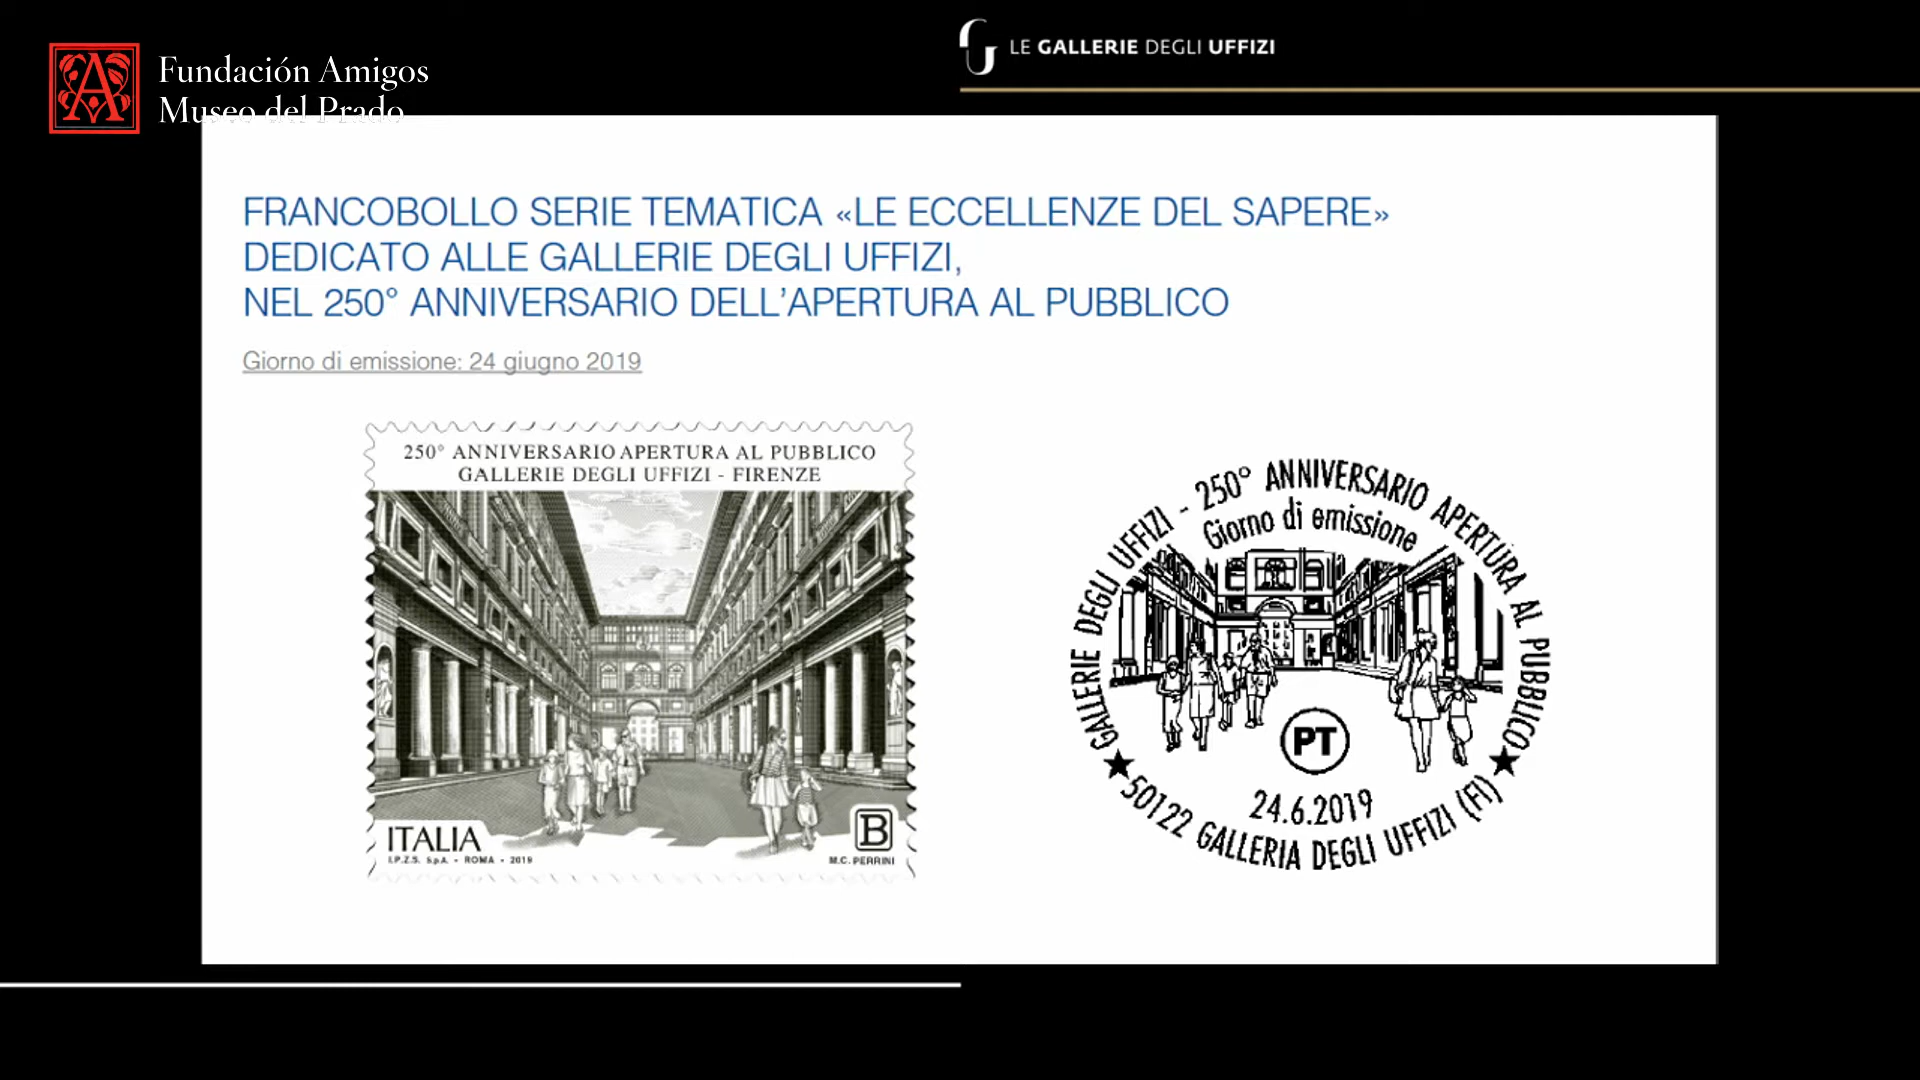 Fundación Amigos
Museo del Prado
LE GALLERIE DEGLI UFFIZI
FRANCOBOLLO SERIE TEMATICA «LE ECCELLENZE DEL SAPERE»
DEDICATO ALLE GALLERIE DEGLI UFFIZI,
NEL 250° ANNIVERSARIO DELL'APERTURA AL PUBBLICO
Giorno di emissione: 24 giugno 2019
250° ANNIVERSARIO APERTURA AL PUBBLICO
GALLERIE DEGLI UFFIZI - FIRENZE
ITALIA
B
I.P.Z.S. S.p.A. - ROMA - 2019
M.C. PERRINI
GALLERIE DEGLI UFFIZI - 250° ANNIVERSARIO APERTURA AL PUBBLICO
Giorno di emissione
PT
24.6.2019
50122 GALLERIA DEGLI UFFIZI (FI)